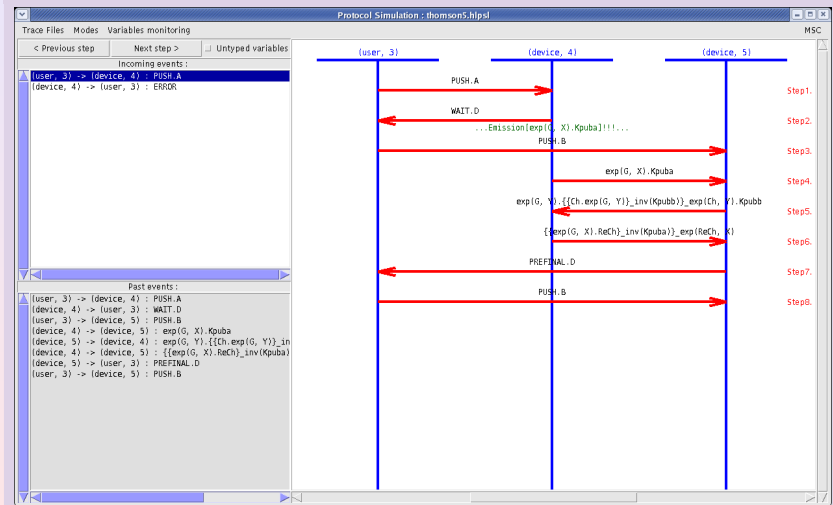 Protocol Simulation : thomson5.hlpsl
Trace Files Modes Variables monitoring MSC
< Previous step Next step > Untyped variables
Incoming events :
(user, 3) -> (device, 4) : PUSH.A
(device, 4) -> (user, 3) : ERROR
Past events :
(user, 3) -> (device, 4) : PUSH.A
(device, 4) -> (user, 3) : WAIT.D
(user, 3) -> (device, 5) : PUSH.B
(device, 4) -> (device, 5) : exp(G, X).Kpuba
(device, 5) -> (device, 4) : exp(G, Y).{{Ch.exp(G, Y)}_in
(device, 4) -> (device, 5) : {{exp(G, X).ReCh}_inv(Kpuba)
(device, 5) -> (user, 3) : PREFINAL.D
(user, 3) -> (device, 5) : PUSH.B
(user, 3) (device, 4) (device, 5)
PUSH.A
Step1.
WAIT.D
Step2.
...Emission[exp(G, X).Kpuba]!!!...
PUSH.B
Step3.
exp(G, X).Kpuba
Step4.
exp(G, Y).{{Ch.exp(G, Y)}_inv(Kpubb)}_exp(Ch, Y).Kpubb
Step5.
{{exp(G, X).ReCh}_inv(Kpuba)}_exp(ReCh, X)
Step6.
PREFINAL.D
Step7.
PUSH.B
Step8.